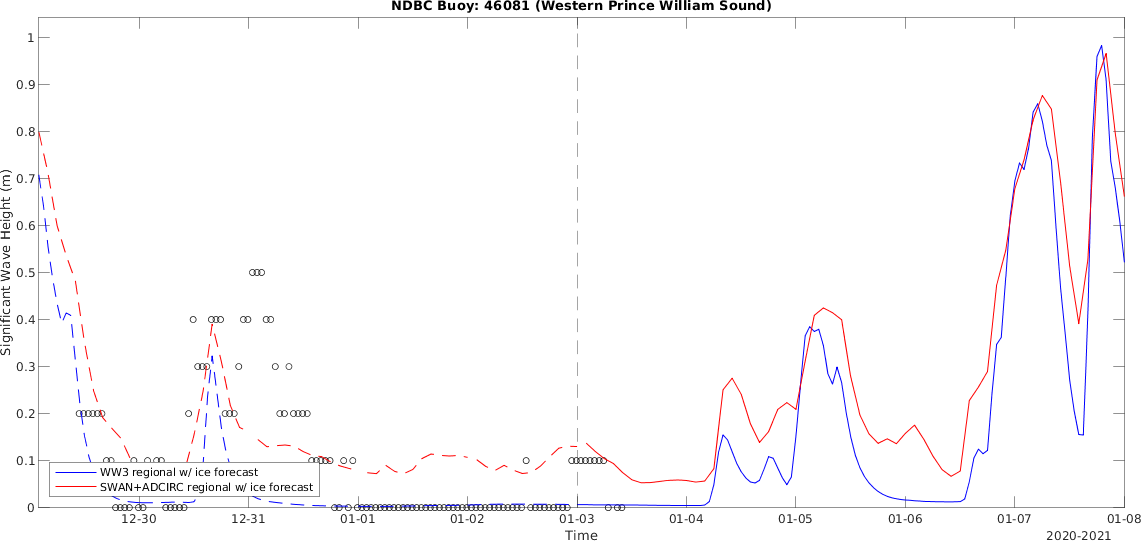 NDBC Buoy: 46081 (Western Prince William Sound)
Significant Wave Height (m)
1
0.9
0.8
0.7
0.6
0.5
0.4
0.3
0.2
0.1
0
WW3 regional w/ ice forecast
SWAN+ADCIRC regional w/ ice forecast
12-30 12-31 01-01 01-02 01-03 01-04 01-05 01-06 01-07 01-08
Time
2020-2021